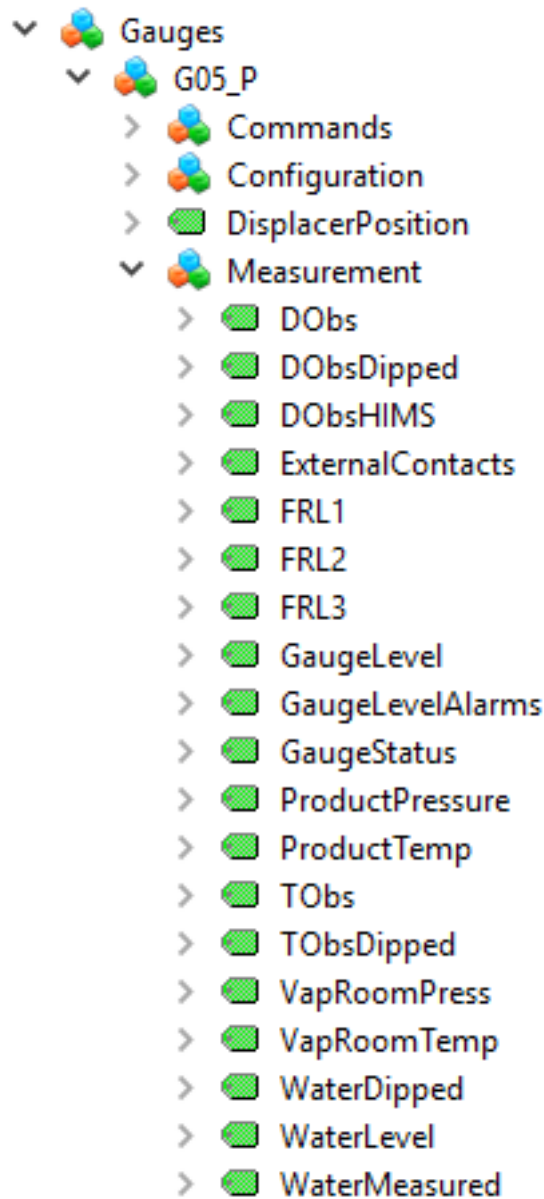 Gauges
G05_P
Commands
Configuration
DisplacerPosition
Measurement
DObs
DObsDipped
DObsHIMS
ExternalContacts
FRL1
FRL2
FRL3
GaugeLevel
GaugeLevelAlarms
GaugeStatus
ProductPressure
ProductTemp
TObs
TObsDipped
VapRoomPress
VapRoomTemp
WaterDipped
WaterLevel
WaterMeasured